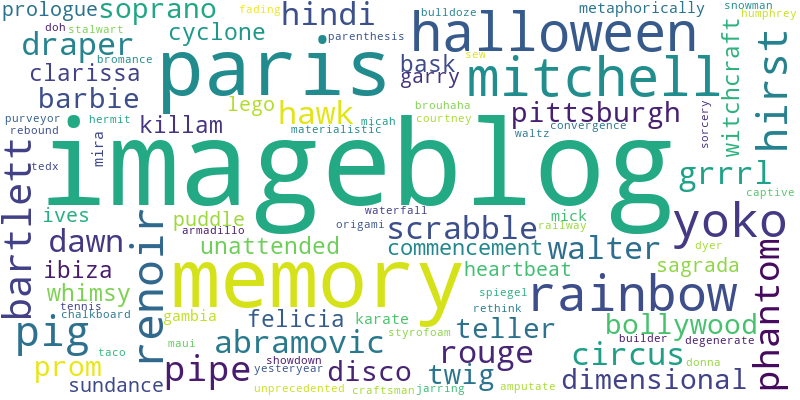 prologue
soprano
hindi
bulldoze
metaphorically
snowman
humphrey
fading
doh
stalwart
draper
cyclone
parenthesis
halloween
bromance
paris
sew
clarissa
bask
mitchell
garry
witchcraft
hirst
barbie
lego
hawk
brouhaha
pittsburgh
purveyor
hermit
killam
micah
courtney
rebound
materialistic
convergence
waltz
sorcery
mira
imageblog
tedx
grrrl
captive
bartlett
ives
renoir
puddle
waterfall
mick
yoko
armadillo
origami
scrabble
railway
dawn
unattended
commencement
walter
dyer
phantom
ibiza
memory
heartbeat
sagrada
whimsy
spiegel
rainbow
tennis
chalkboard
gambia
felicia
karate
rethink
pig
styrofoam
teller
bollywood
maui
abramovic
builder
degenerate
taco
showdown
rouge
circus
donna
prom
pipe
yesteryear
disco
twig
dimensional
sundance
unprecedented
craftsman
jarring
amputate